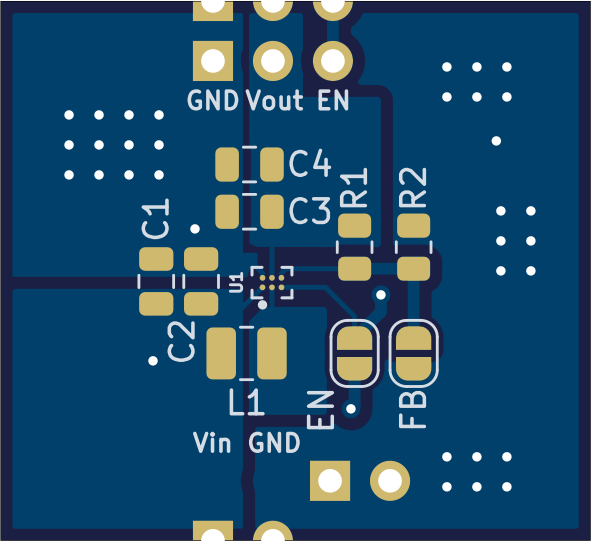 GND Vout EN
C4
R1
R2
C3
C1
U1
C2
L1
EN
FB
Vin GND